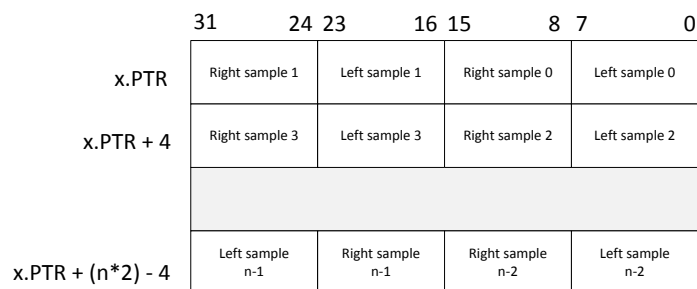 31 24 23 16 15 8 7 0
x.PTR Right sample 1 Left sample 1 Right sample 0 Left sample 0
x.PTR + 4 Right sample 3 Left sample 3 Right sample 2 Left sample 2
x.PTR + (n*2) - 4 Left sample Right sample Right sample Left sample
n-1 n-1 n-2 n-2